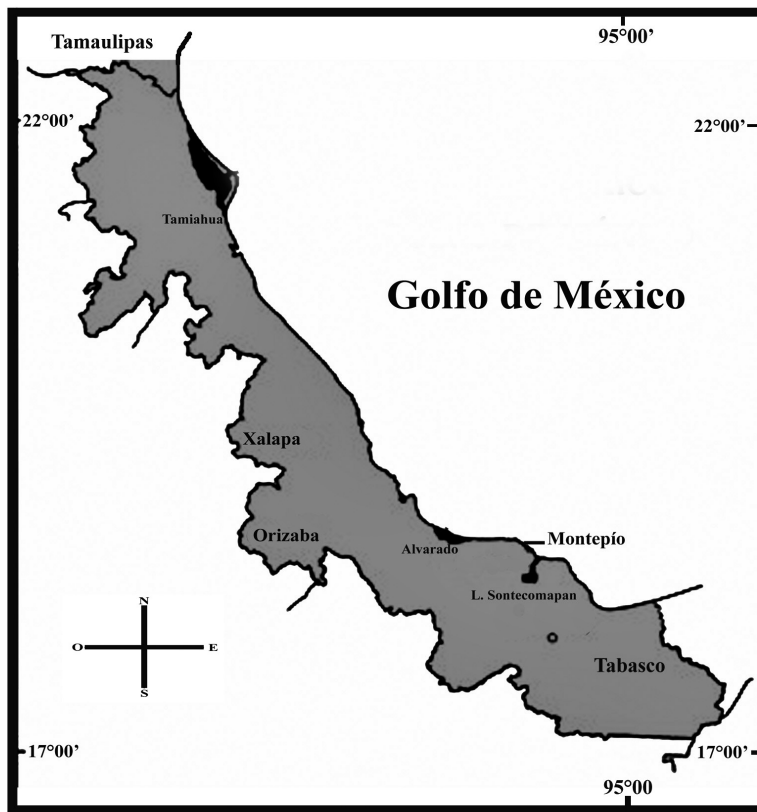 Tamaulipas
95°00’
22°00’
22°00’
Tamiahua
Golfo de México
Xalapa
Orizaba
Alvarado
Montepío
L. Sontecomapan
N
O
E
S
Tabasco
17°00’
17°00’
95°00